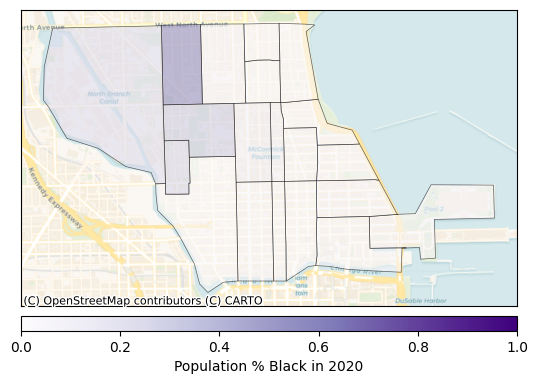 North Avenue
West North Avenue
North Branch
Canal
McCormick
Fountain
Kennedy Expressway
(C) OpenStreetMap contributors (C) CARTO
DuSable Harbor
0.0 0.2 0.4 0.6 0.8 1.0
Population % Black in 2020